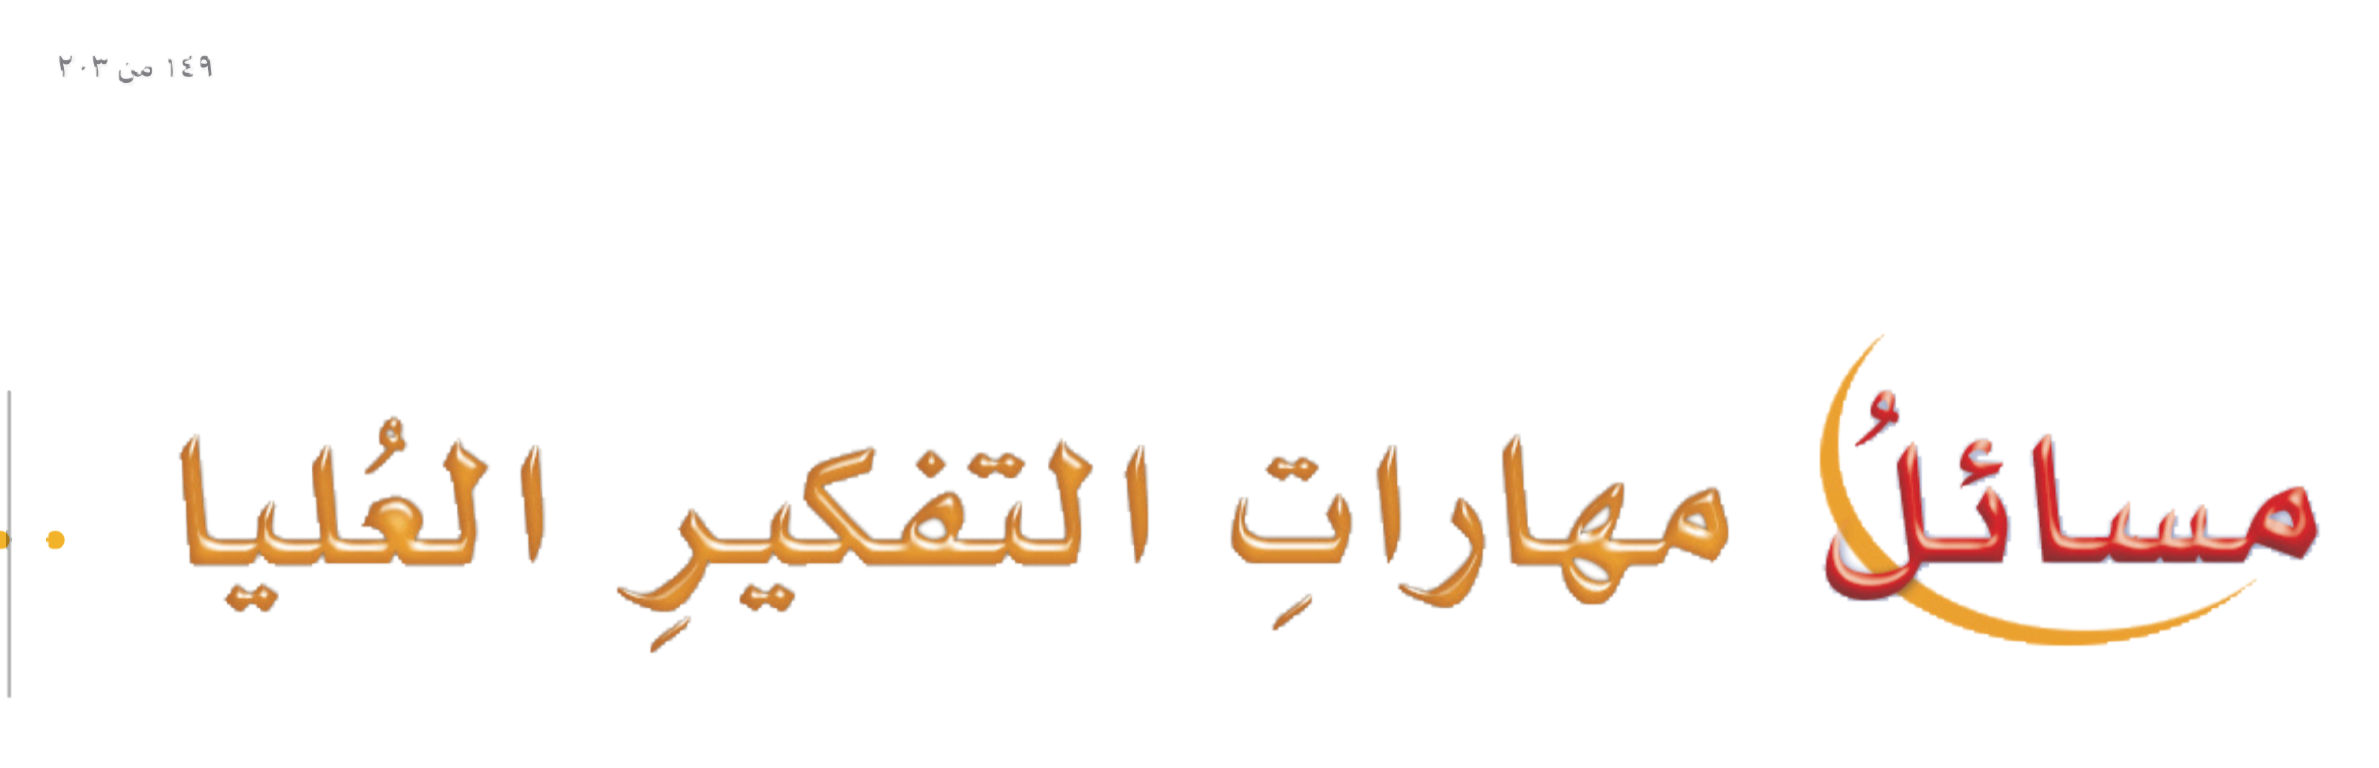 ١٤٩ من ٢٠٣
مسائلُ مهاراتِ التفكيرِ العُليا